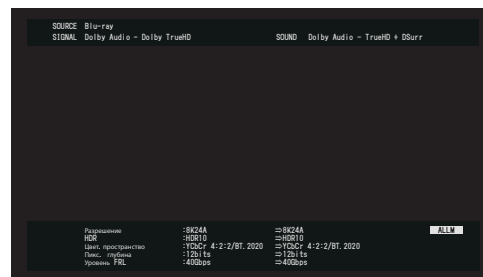 SOURCE Blu-ray
SIGNAL Dolby Audio - Dolby TrueHD SOUND Dolby Audio - TrueHD + DSurr
Разрешение :8K24A ⇒8K24A ALLM
HDR :HDR10 ⇒HDR10
Цвет. пространство :YCbCr 4:2:2/BT.2020 ⇒YCbCr 4:2:2/BT.2020
Пикс. глубина :12bits ⇒12bits
Уровень FRL :40Gbps ⇒40Gbps